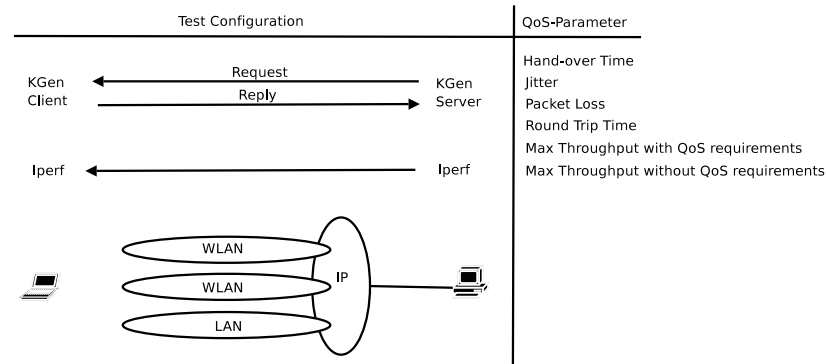 Test Configuration
QoS-Parameter
Hand-over Time
Request
KGen
Client
KGen
Server
Jitter
Reply
Packet Loss
Round Trip Time
Max Throughput with QoS requirements
Iperf
Iperf
Max Throughput without QoS requirements
WLAN
WLAN
LAN
IP